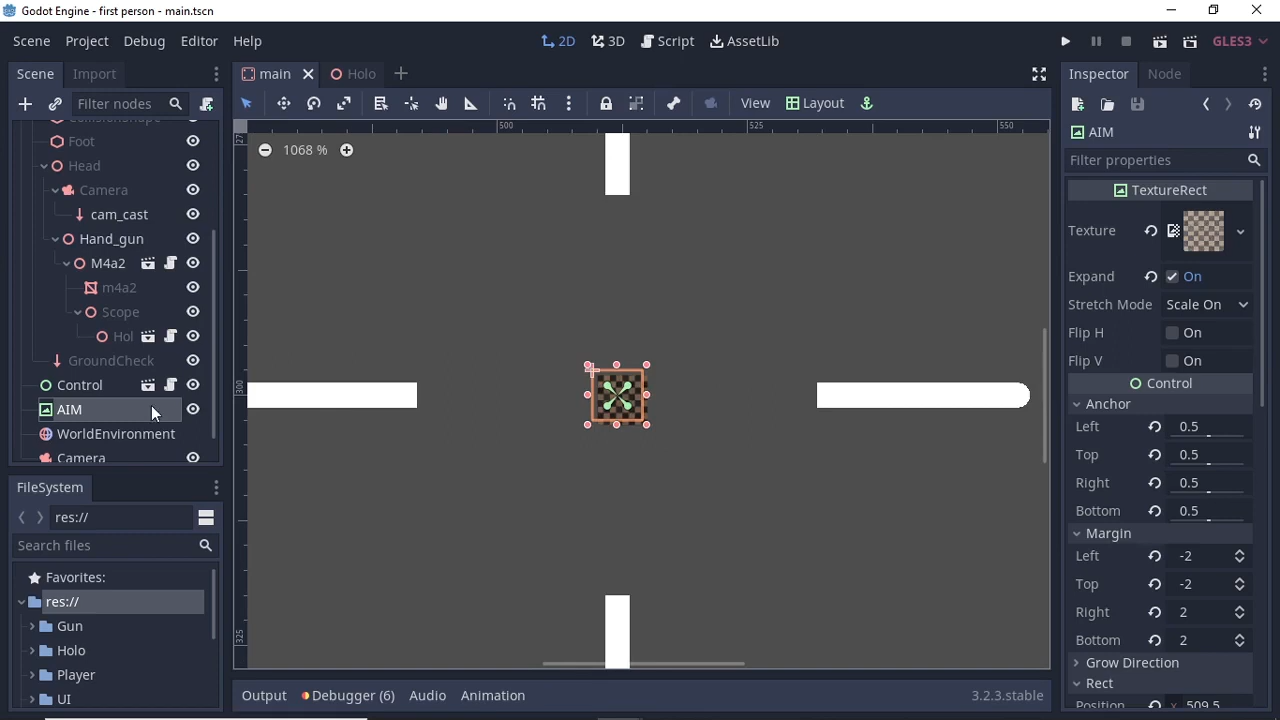 Godot Engine - first person - main.tscn
Scene Project Debug Editor Help
2D 3D Script AssetLib
GLES3
Scene Import
main Holo
Inspector Node
Filter nodes
View Layout
500 525 550
1068 %
AIM
Filter properties
Foot
Head
Camera
cam_cast
Hand_gun
M4a2
m4a2
Scope
Hol
GroundCheck
Control
AIM
WorldEnvironment
Camera
300
325
TextureRect
Texture
Expand On
Stretch Mode Scale On
Flip H On
Flip V On
Control
Anchor
Left 0.5
Top 0.5
Right 0.5
Bottom 0.5
Margin
Left -2
Top -2
Right 2
Bottom 2
Grow Direction
Rect
Position x 509.5
FileSystem
res://
Search files
Favorites:
res://
Gun
Holo
Player
UI
Output Debugger (6) Audio Animation 3.2.3.stable